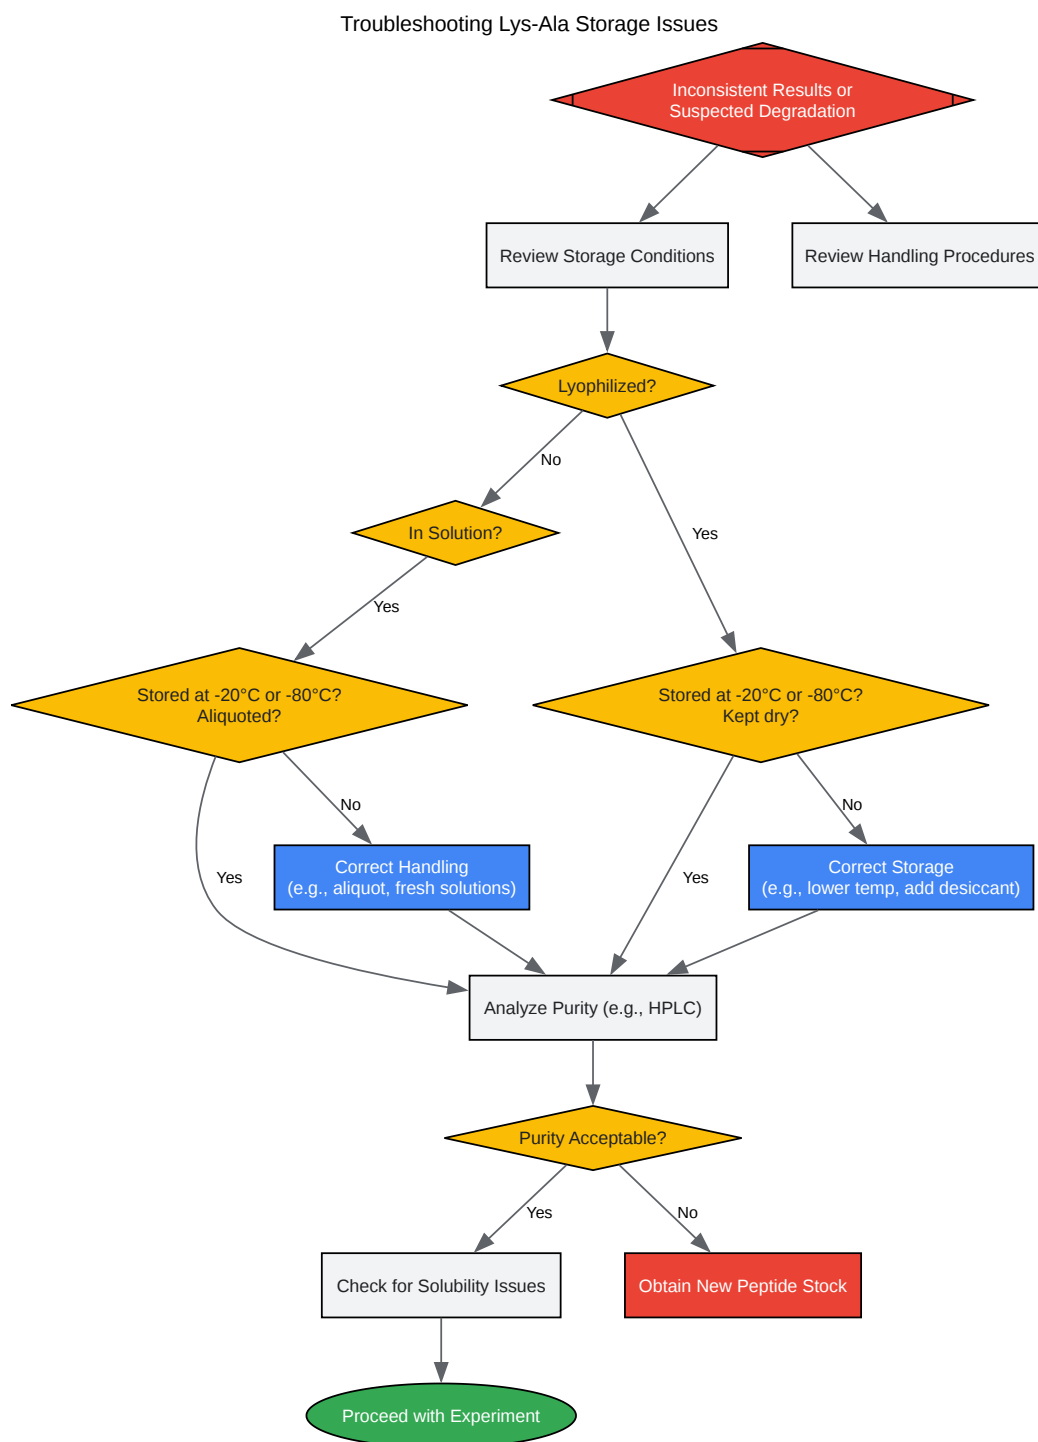 Troubleshooting Lys-Ala Storage Issues
Inconsistent Results or
Suspected Degradation
Review Storage Conditions
Review Handling Procedures
Lyophilized?
No
In Solution?
Yes
Yes
Stored at -20°C or -80°C?
Aliquoted?
Stored at -20°C or -80°C?
Kept dry?
No
No
Correct Handling
(e.g., aliquot, fresh solutions)
Correct Storage
(e.g., lower temp, add desiccant)
Yes
Yes
Analyze Purity (e.g., HPLC)
Purity Acceptable?
Yes
No
Check for Solubility Issues
Obtain New Peptide Stock
Proceed with Experiment